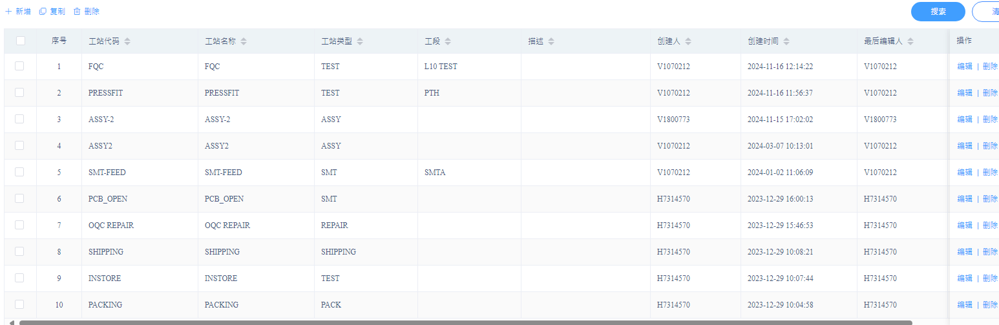 新增 复制 删除 搜索
序号 工站代码 工站名称 工站类型 工段 描述 创建人 创建时间 最后编辑人 操作
1 FQC FQC TEST L10 TEST V1070212 2024-11-16 12:14:22 V1070212 编辑 | 删除
2 PRESSFIT PRESSFIT TEST PTH V1070212 2024-11-16 11:56:37 V1070212 编辑 | 删除
3 ASSY-2 ASSY-2 ASSY V1800773 2024-11-15 17:02:02 V1800773 编辑 | 删除
4 ASSY2 ASSY2 ASSY V1070212 2024-03-07 10:13:01 V1070212 编辑 | 删除
5 SMT-FEED SMT-FEED SMT SMTA V1070212 2024-01-02 11:06:09 V1070212 编辑 | 删除
6 PCB_OPEN PCB_OPEN SMT H7314570 2023-12-29 16:00:13 H7314570 编辑 | 删除
7 OQC REPAIR OQC REPAIR REPAIR H7314570 2023-12-29 15:46:53 H7314570 编辑 | 删除
8 SHIPPING SHIPPING SHIPPING H7314570 2023-12-29 10:08:21 H7314570 编辑 | 删除
9 INSTORE INSTORE TEST H7314570 2023-12-29 10:07:44 H7314570 编辑 | 删除
10 PACKING PACKING PACK H7314570 2023-12-29 10:04:58 H7314570 编辑 | 删除